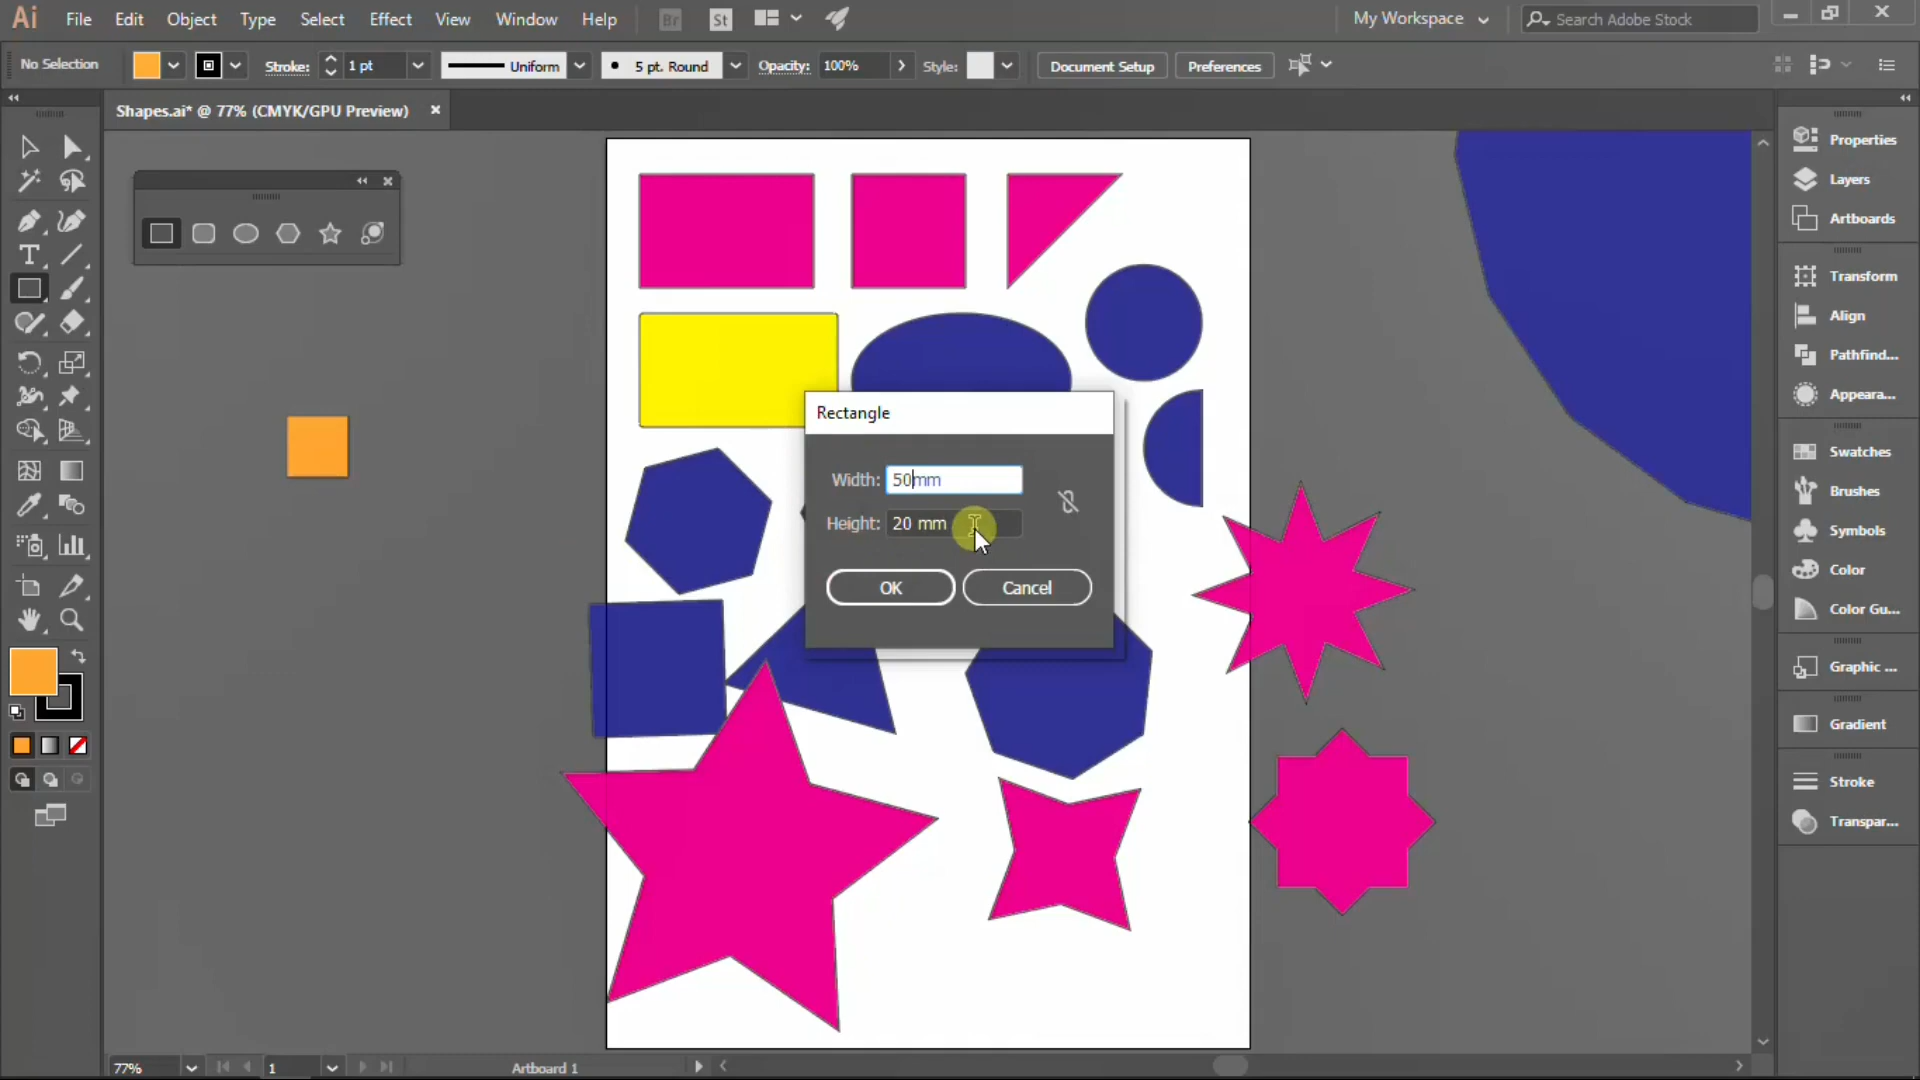 Ai File Edit Object Type Select Effect View Window Help Br St My Workspace Search Adobe Stock
No Selection Stroke: 1 pt Uniform 5 pt. Round Opacity: 100% Style: Document Setup Preferences
Shapes.ai* @ 77% (CMYK/GPU Preview)
Properties
Layers
Artboards
Transform
Align
Pathfind...
Appeara...
Swatches
Brushes
Symbols
Color
Color Gu...
Graphic ...
Gradient
Stroke
Transpar...
Rectangle
Width: 50mm
Height: 20 mm
OK Cancel
77% 1 Artboard 1